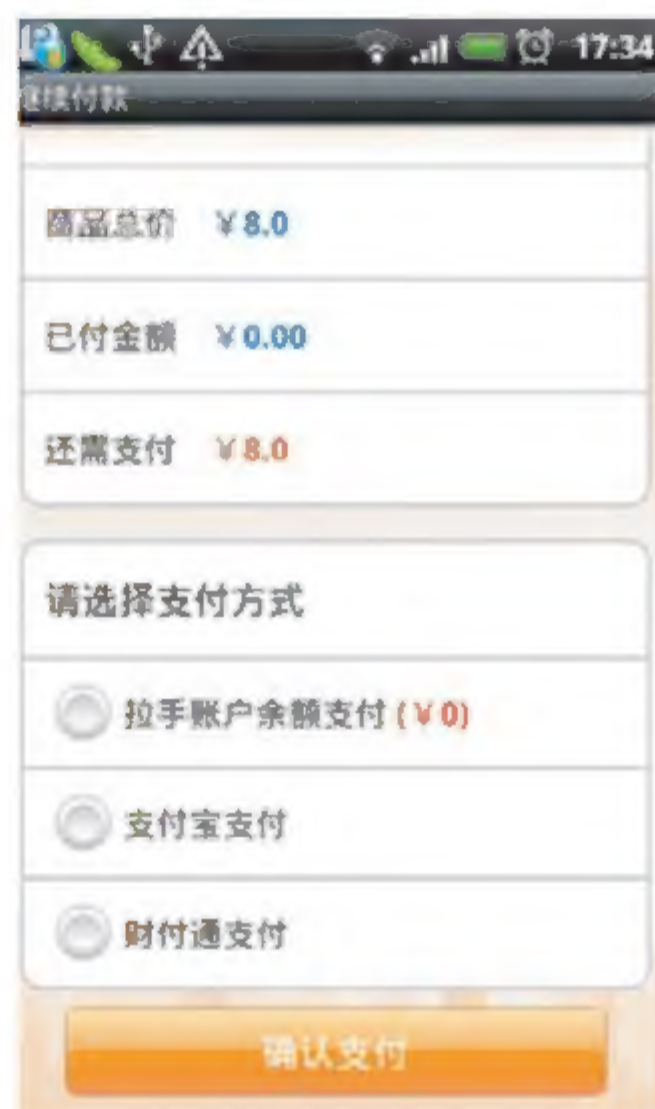 17:34
继续付款
商品总价 ￥8.0
已付金额 ￥0.00
还需支付 ￥8.0
请选择支付方式
拉手账户余额支付 (￥0)
支付宝支付
财付通支付
确认支付